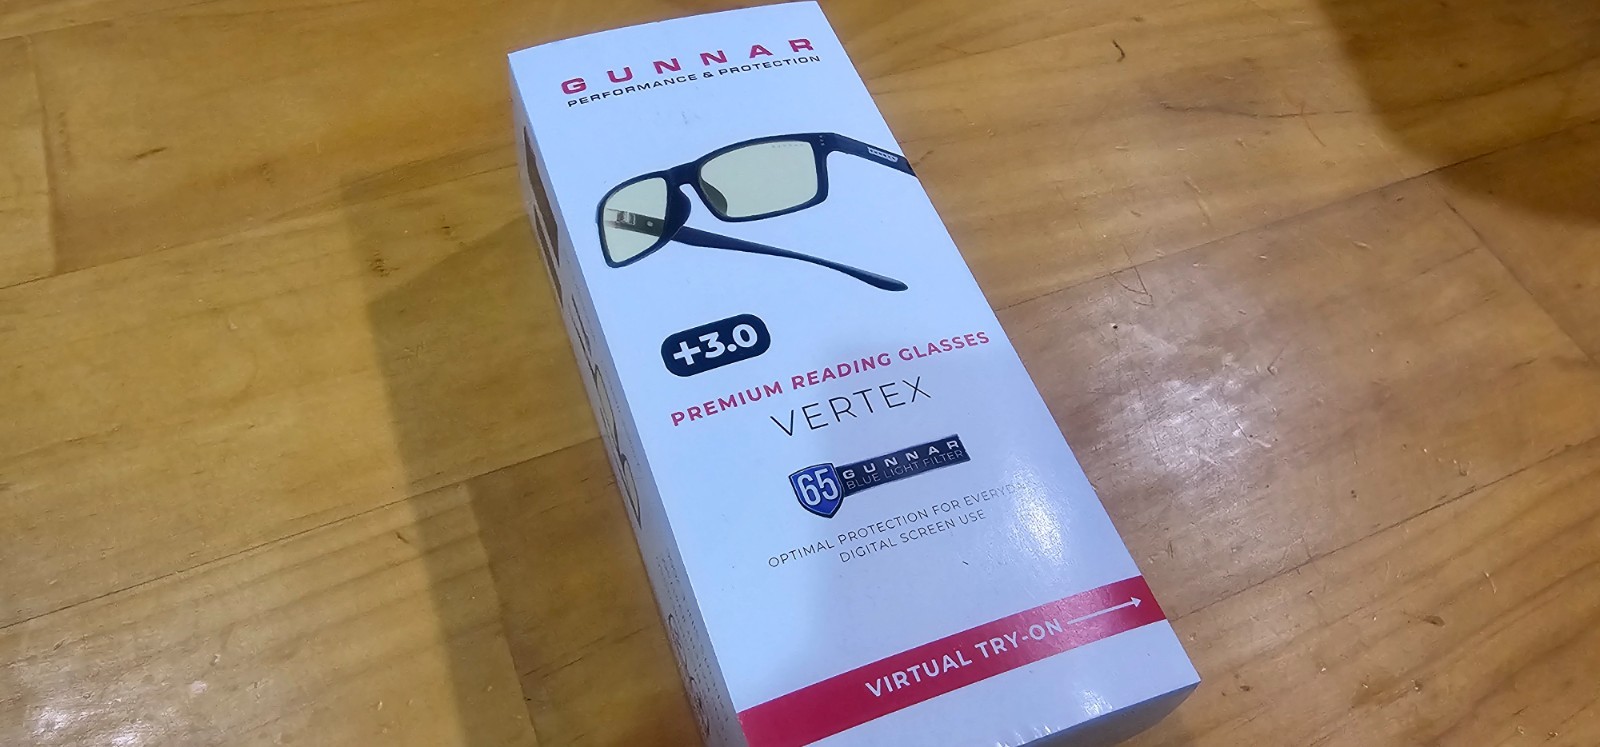 GUNNAR
PERFORMANCE & PROTECTION
+3.0
PREMIUM READING GLASSES
VERTEX
65
GUNNAR
BLUE LIGHT FILTER
OPTIMAL PROTECTION FOR EVERYDAY
DIGITAL SCREEN USE
VIRTUAL TRY-ON